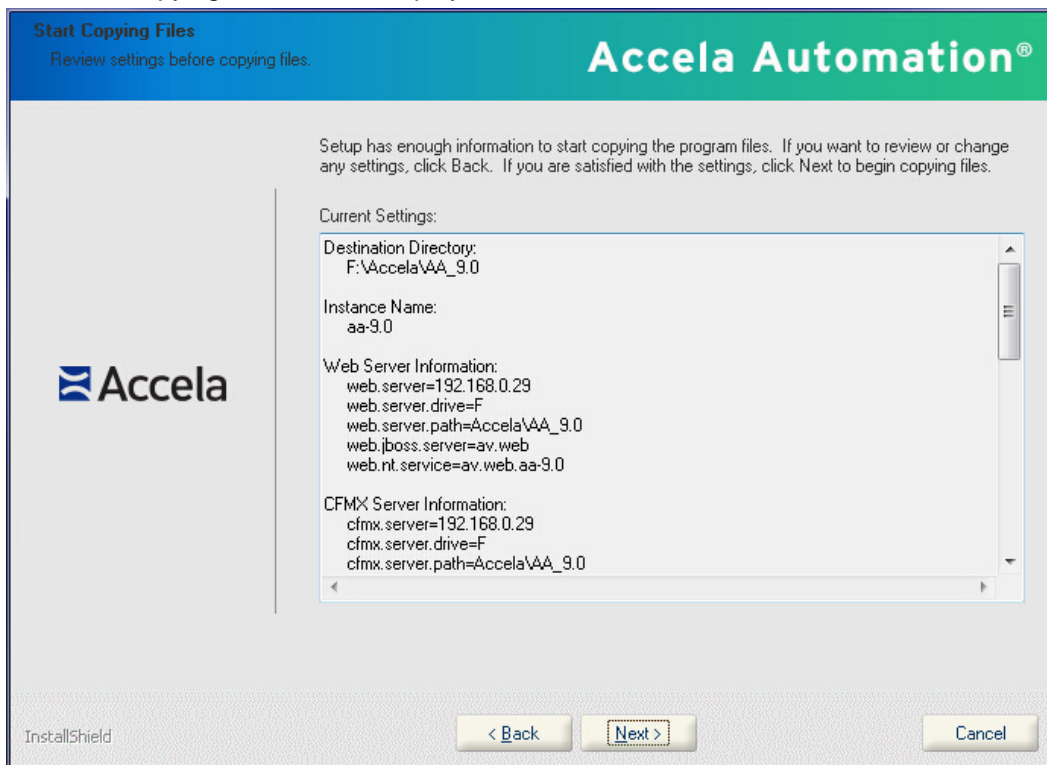 Start Copying Files
Review settings before copying files.
Accela Automation®
Setup has enough information to start copying the program files. If you want to review or change
any settings, click Back. If you are satisfied with the settings, click Next to begin copying files.
Current Settings:
Destination Directory:
F:\Accela\AA_9.0
Instance Name:
aa-9.0
Web Server Information:
web.server=192.168.0.29
web.server.drive=F
web.server.path=Accela\AA_9.0
web.jboss.server=av.web
web.nt.service=av.web.aa-9.0
CFMX Server Information:
cfmx.server=192.168.0.29
cfmx.server.drive=F
cfmx.server.path=Accela\AA_9.0
Accela
InstallShield
< Back
Next >
Cancel